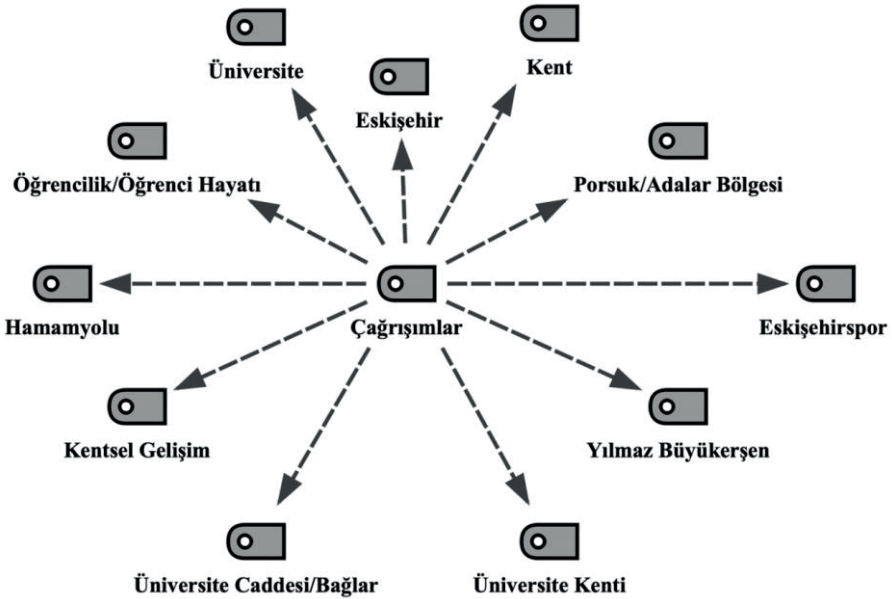 Üniversite
Kent
Eskişehir
Öğrencilik/Öğrenci Hayatı
Porsuk/Adalar Bölgesi
Hamamyolu
Çağrışımlar
Eskişehirspor
Kentsel Gelişim
Yılmaz Büyükerşen
Üniversite Caddesi/Bağlar
Üniversite Kenti